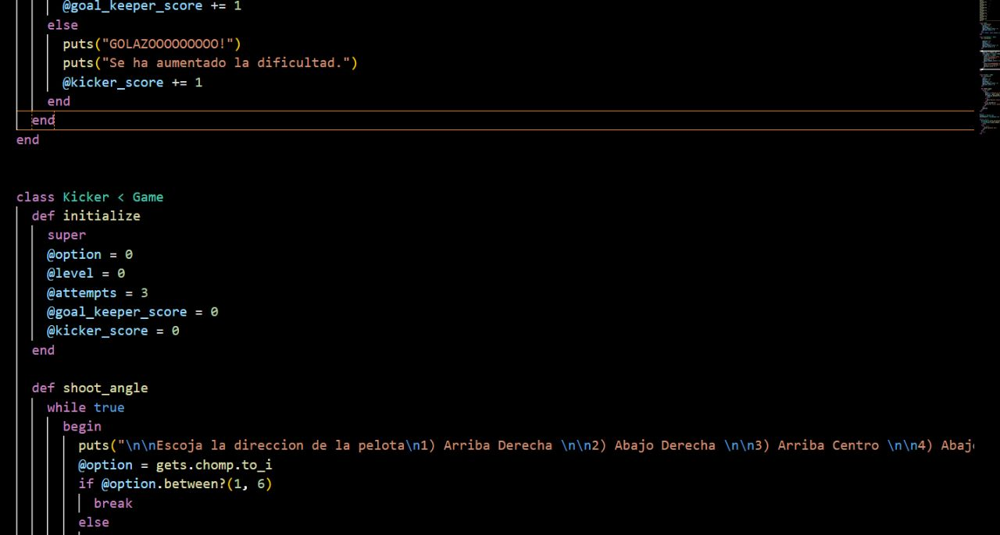 @goal_keeper_score += 1
else
puts("GOLAZOOOOOOOOO!")
puts("Se ha aumentado la dificultad.")
@kicker_score += 1
end
end
end
class Kicker < Game
def initialize
super
@option = 0
@level = 0
@attempts = 3
@goal_keeper_score = 0
@kicker_score = 0
end
def shoot_angle
while true
begin
puts("\n\nEscoja la direccion de la pelota\n1) Arriba Derecha \n\n2) Abajo Derecha \n\n3) Arriba Centro \n\n4) Abaj
@option = gets.chomp.to_i
if @option.between?(1, 6)
break
else